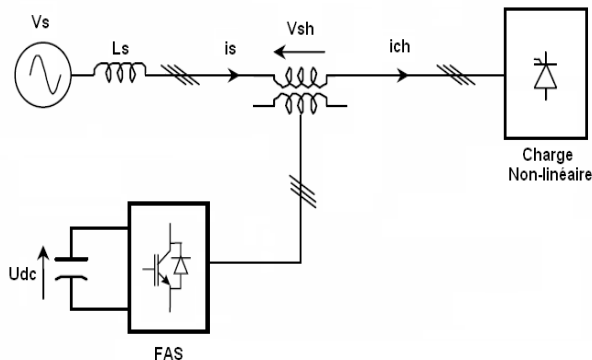 Vs
Ls
is
Vsh
ich
Charge
Non-linéaire
Udc
FAS